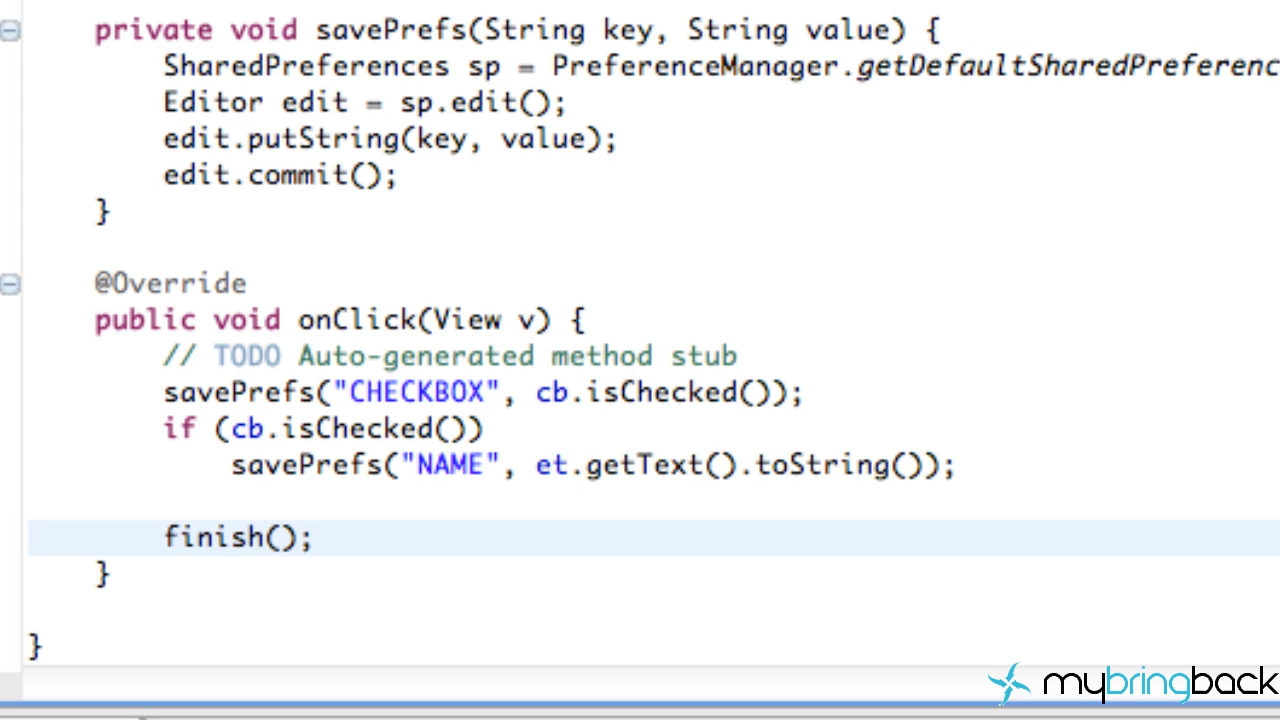 private void savePrefs(String key, String value) {
SharedPreferences sp = PreferenceManager.getDefaultSharedPreferenc
Editor edit = sp.edit();
edit.putString(key, value);
edit.commit();
}
@Override
public void onClick(View v) {
// TODO Auto-generated method stub
savePrefs("CHECKBOX", cb.isChecked());
if (cb.isChecked())
savePrefs("NAME", et.getText().toString());
finish();
}
}
mybringback